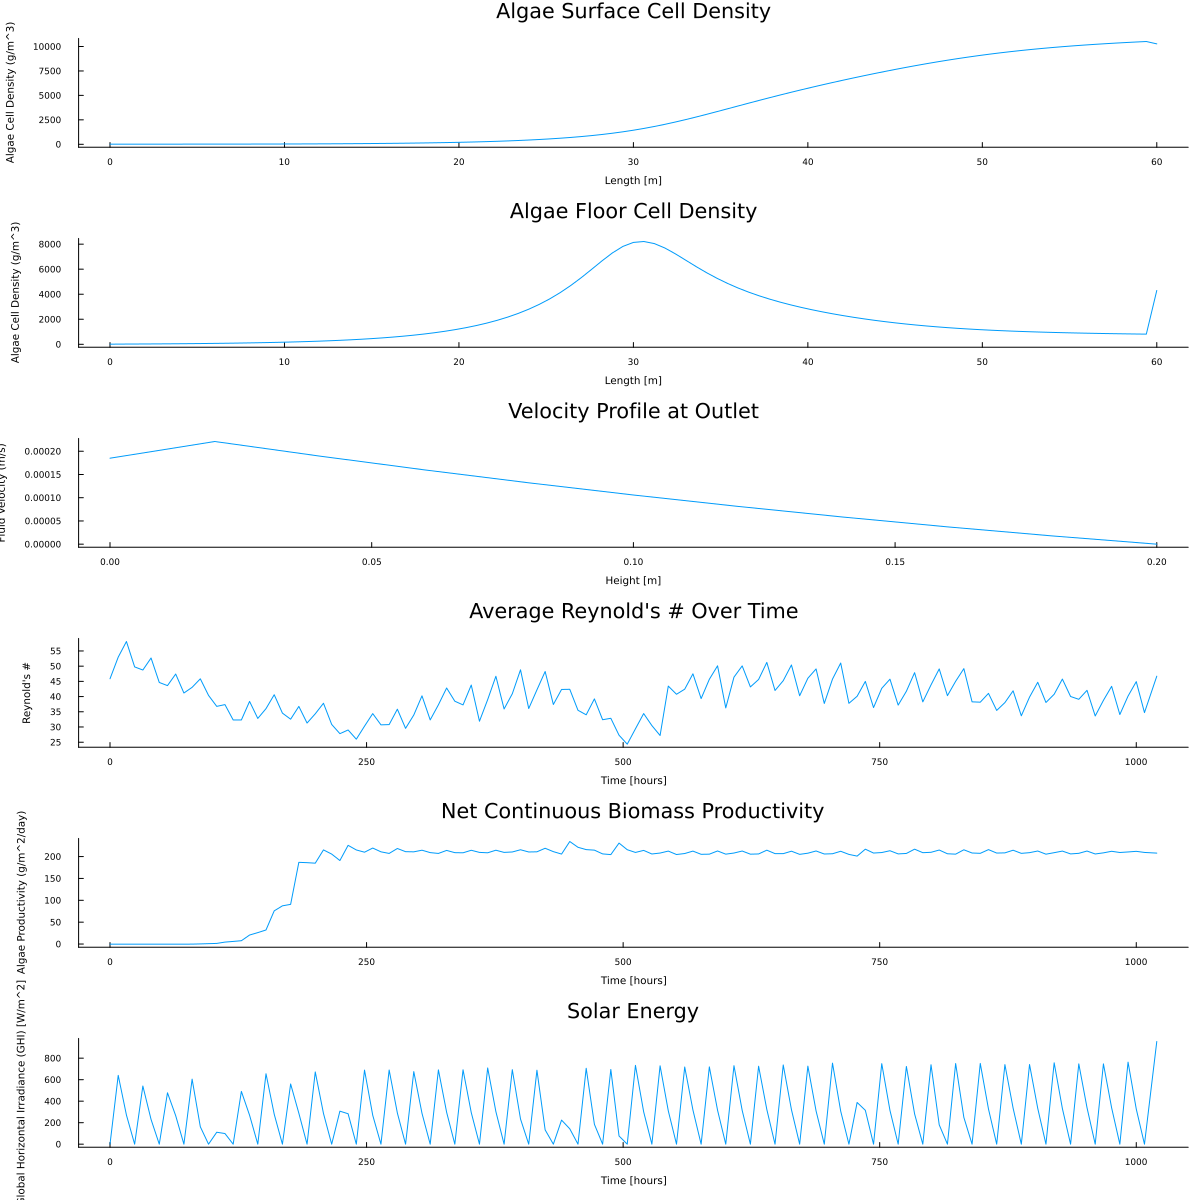 Algae Surface Cell Density
Algae Cell Density (g/m^3)
10000
7500
5000
2500
0
0 10 20 30 40 50 60
Length [m]
Algae Floor Cell Density
Algae Cell Density (g/m^3)
8000
6000
4000
2000
0
0 10 20 30 40 50 60
Length [m]
Velocity Profile at Outlet
Fluid Velocity (m/s)
0.00020
0.00015
0.00010
0.00005
0.00000
0.00 0.05 0.10 0.15 0.20
Height [m]
Average Reynold's # Over Time
Reynold's #
55
50
45
40
35
30
25
0 250 500 750 1000
Time [hours]
Net Continuous Biomass Productivity
Algae Productivity (g/m^2/day)
200
150
100
50
0
0 250 500 750 1000
Time [hours]
Solar Energy
Global Horizontal Irradiance (GHI) [W/m^2]
800
600
400
200
0
0 250 500 750 1000
Time [hours]